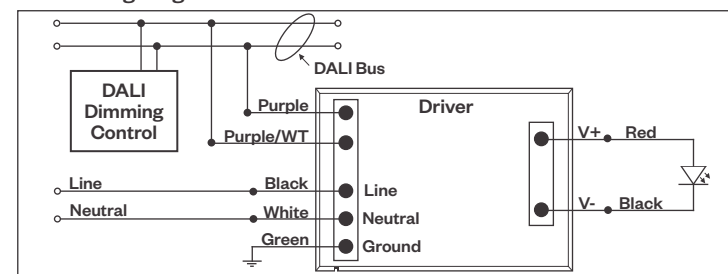 DALI Bus
DALI
Dimming
Control
Driver
Purple
Purple/WT
V+ Red
Line Black Line
Neutral White Neutral
V- Black
Green Ground